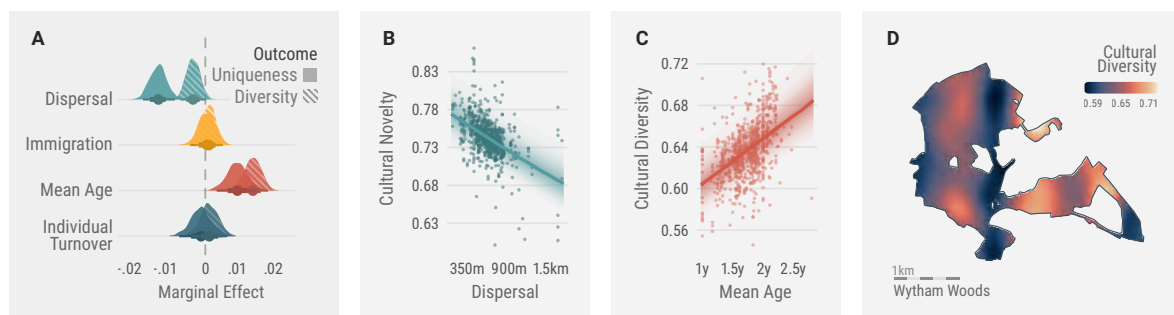 A
Outcome
Uniqueness
Diversity
Dispersal
Immigration
Mean Age
Individual
Turnover
-.02 -.01 0 .01 .02
Marginal Effect
B
Cultural Novelty
0.83
0.78
0.73
0.68
0.63
350m 900m 1.5km
Dispersal
C
Cultural Diversity
0.72
0.68
0.64
0.60
0.56
1y 1.5y 2y 2.5y
Mean Age
D
Cultural
Diversity
0.59 0.65 0.71
1km
Wytham Woods